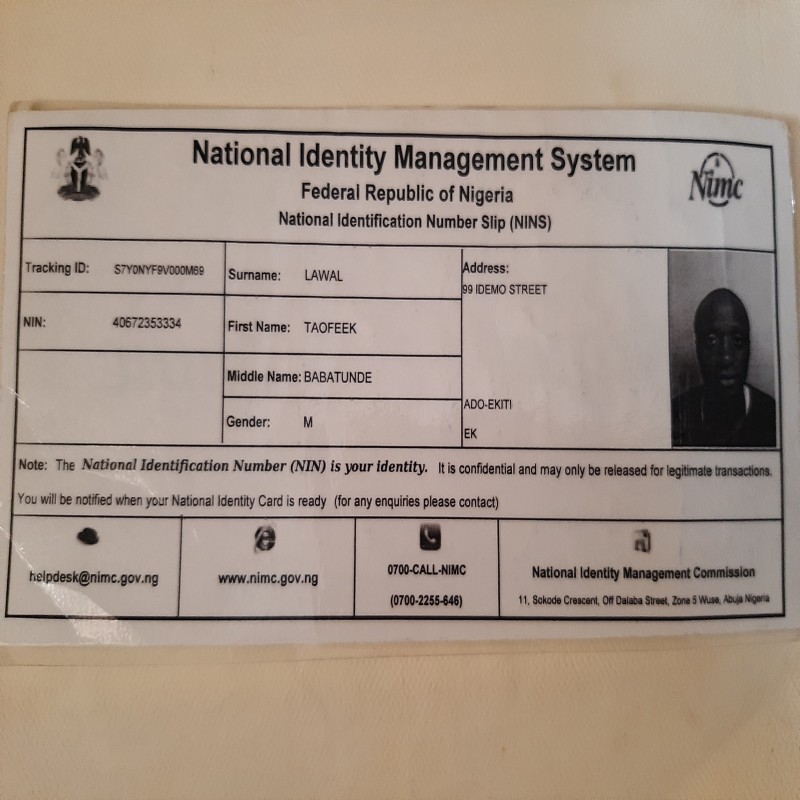 National Identity Management System
Federal Republic of Nigeria
National Identification Number Slip (NINS)
Nimc
Tracking ID: S7Y0NYF9V000M69
Surname: LAWAL
Address:
99 IDEMO STREET
NIN: 40672353334
First Name: TAOFEEK
Middle Name: BABATUNDE
ADO-EKITI
Gender: M
EK
Note: The National Identification Number (NIN) is your identity. It is confidential and may only be released for legitimate transactions.
You will be notified when your National Identity Card is ready (for any enquiries please contact)
helpdesk@nimc.gov.ng
www.nimc.gov.ng
0700-CALL-NIMC
(0700-2255-646)
National Identity Management Commission
11, Sokode Crescent, Off Dalaba Street, Zone 5 Wuse, Abuja Nigeria